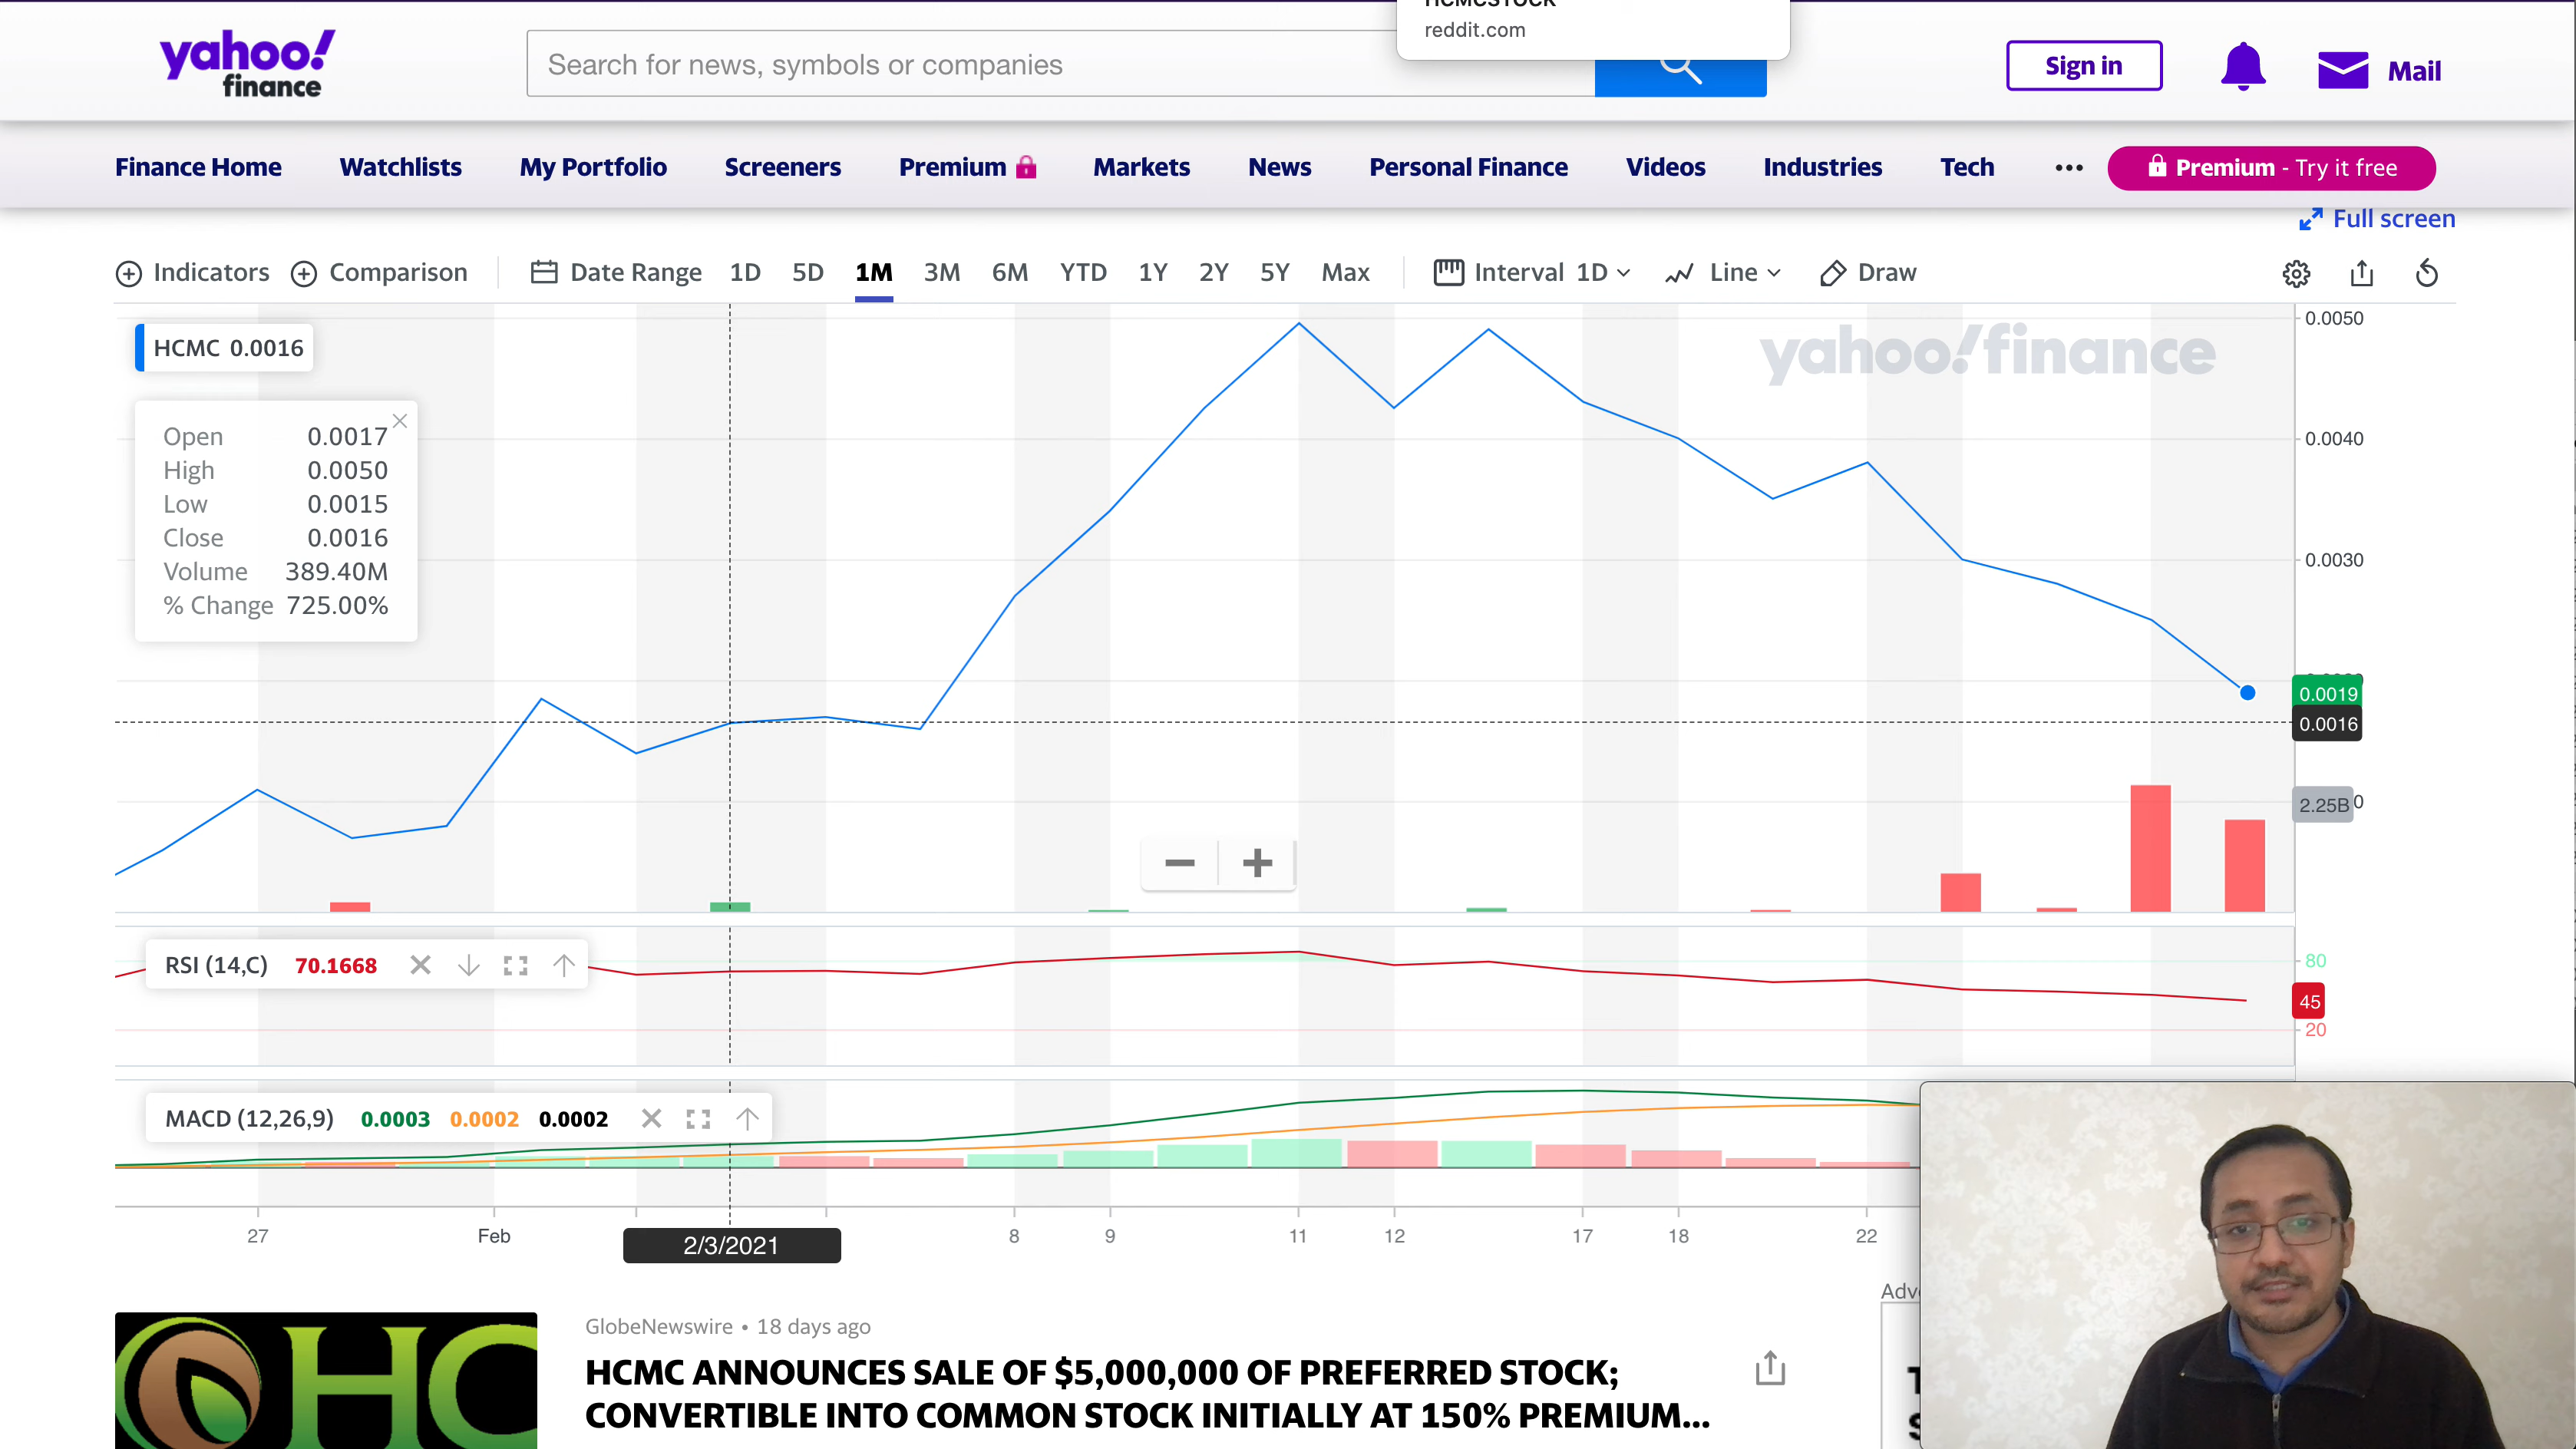 HCMCSTOCK
reddit.com
yahoo!
finance
Search for news, symbols or companies
Sign in
Mail
Finance Home Watchlists My Portfolio Screeners Premium Markets News Personal Finance Videos Industries Tech ••• Premium - Try it free
Full screen
Indicators Comparison Date Range 1D 5D 1M 3M 6M YTD 1Y 2Y 5Y Max Interval 1D Line Draw
HCMC 0.0016
yahoo!finance
Open 0.0017
High 0.0050
Low 0.0015
Close 0.0016
Volume 389.40M
% Change 725.00%
0.0050
0.0040
0.0030
0.0019
0.0016
2.25B 0
RSI (14,C) 70.1668
80
45
20
MACD (12,26,9) 0.0003 0.0002 0.0002
27 Feb 2/3/2021 8 9 11 12 17 18 22
Adv
HC
GlobeNewswire • 18 days ago
HCMC ANNOUNCES SALE OF $5,000,000 OF PREFERRED STOCK;
CONVERTIBLE INTO COMMON STOCK INITIALLY AT 150% PREMIUM...